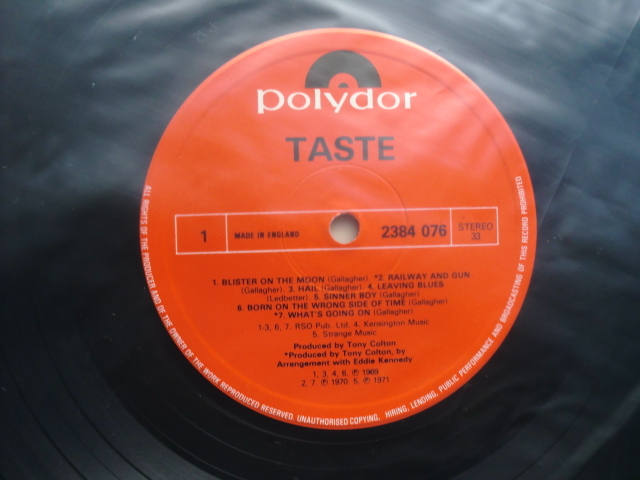 polydor
TASTE
1
MADE IN ENGLAND
2384 076
STEREO
33
1. BLISTER ON THE MOON (Gallagher), *2. RAILWAY AND GUN
(Gallagher), 3. HAIL (Gallagher). 4. LEAVING BLUES
(Ledbetter), 5. SINNER BOY (Gallagher)
6. BORN ON THE WRONG SIDE OF TIME (Gallagher)
*7. WHAT'S GOING ON (Gallagher)
1-3, 6, 7. RSO Pub. Ltd. 4. Kensington Music
5. Strange Music
Produced by Tony Colton
*Produced by Tony Colton, by
Arrangement with Eddie Kennedy
1, 3, 4, 6. ℗ 1969
2, 7. ℗ 1970 5. ℗ 1971
ALL RIGHTS OF THE PRODUCER AND OF THE OWNER OF THE WORK REPRODUCED RESERVED. UNAUTHORISED COPYING, HIRING, LENDING, PUBLIC PERFORMANCE AND BROADCASTING OF THIS RECORD PROHIBITED